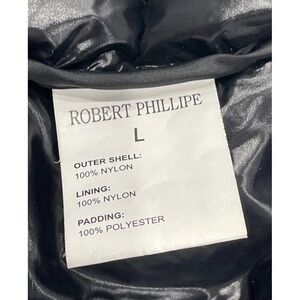 ROBERT PHILLIPE
L
OUTER SHELL:
100% NYLON
LINING:
100% NYLON
PADDING:
100% POLYESTER